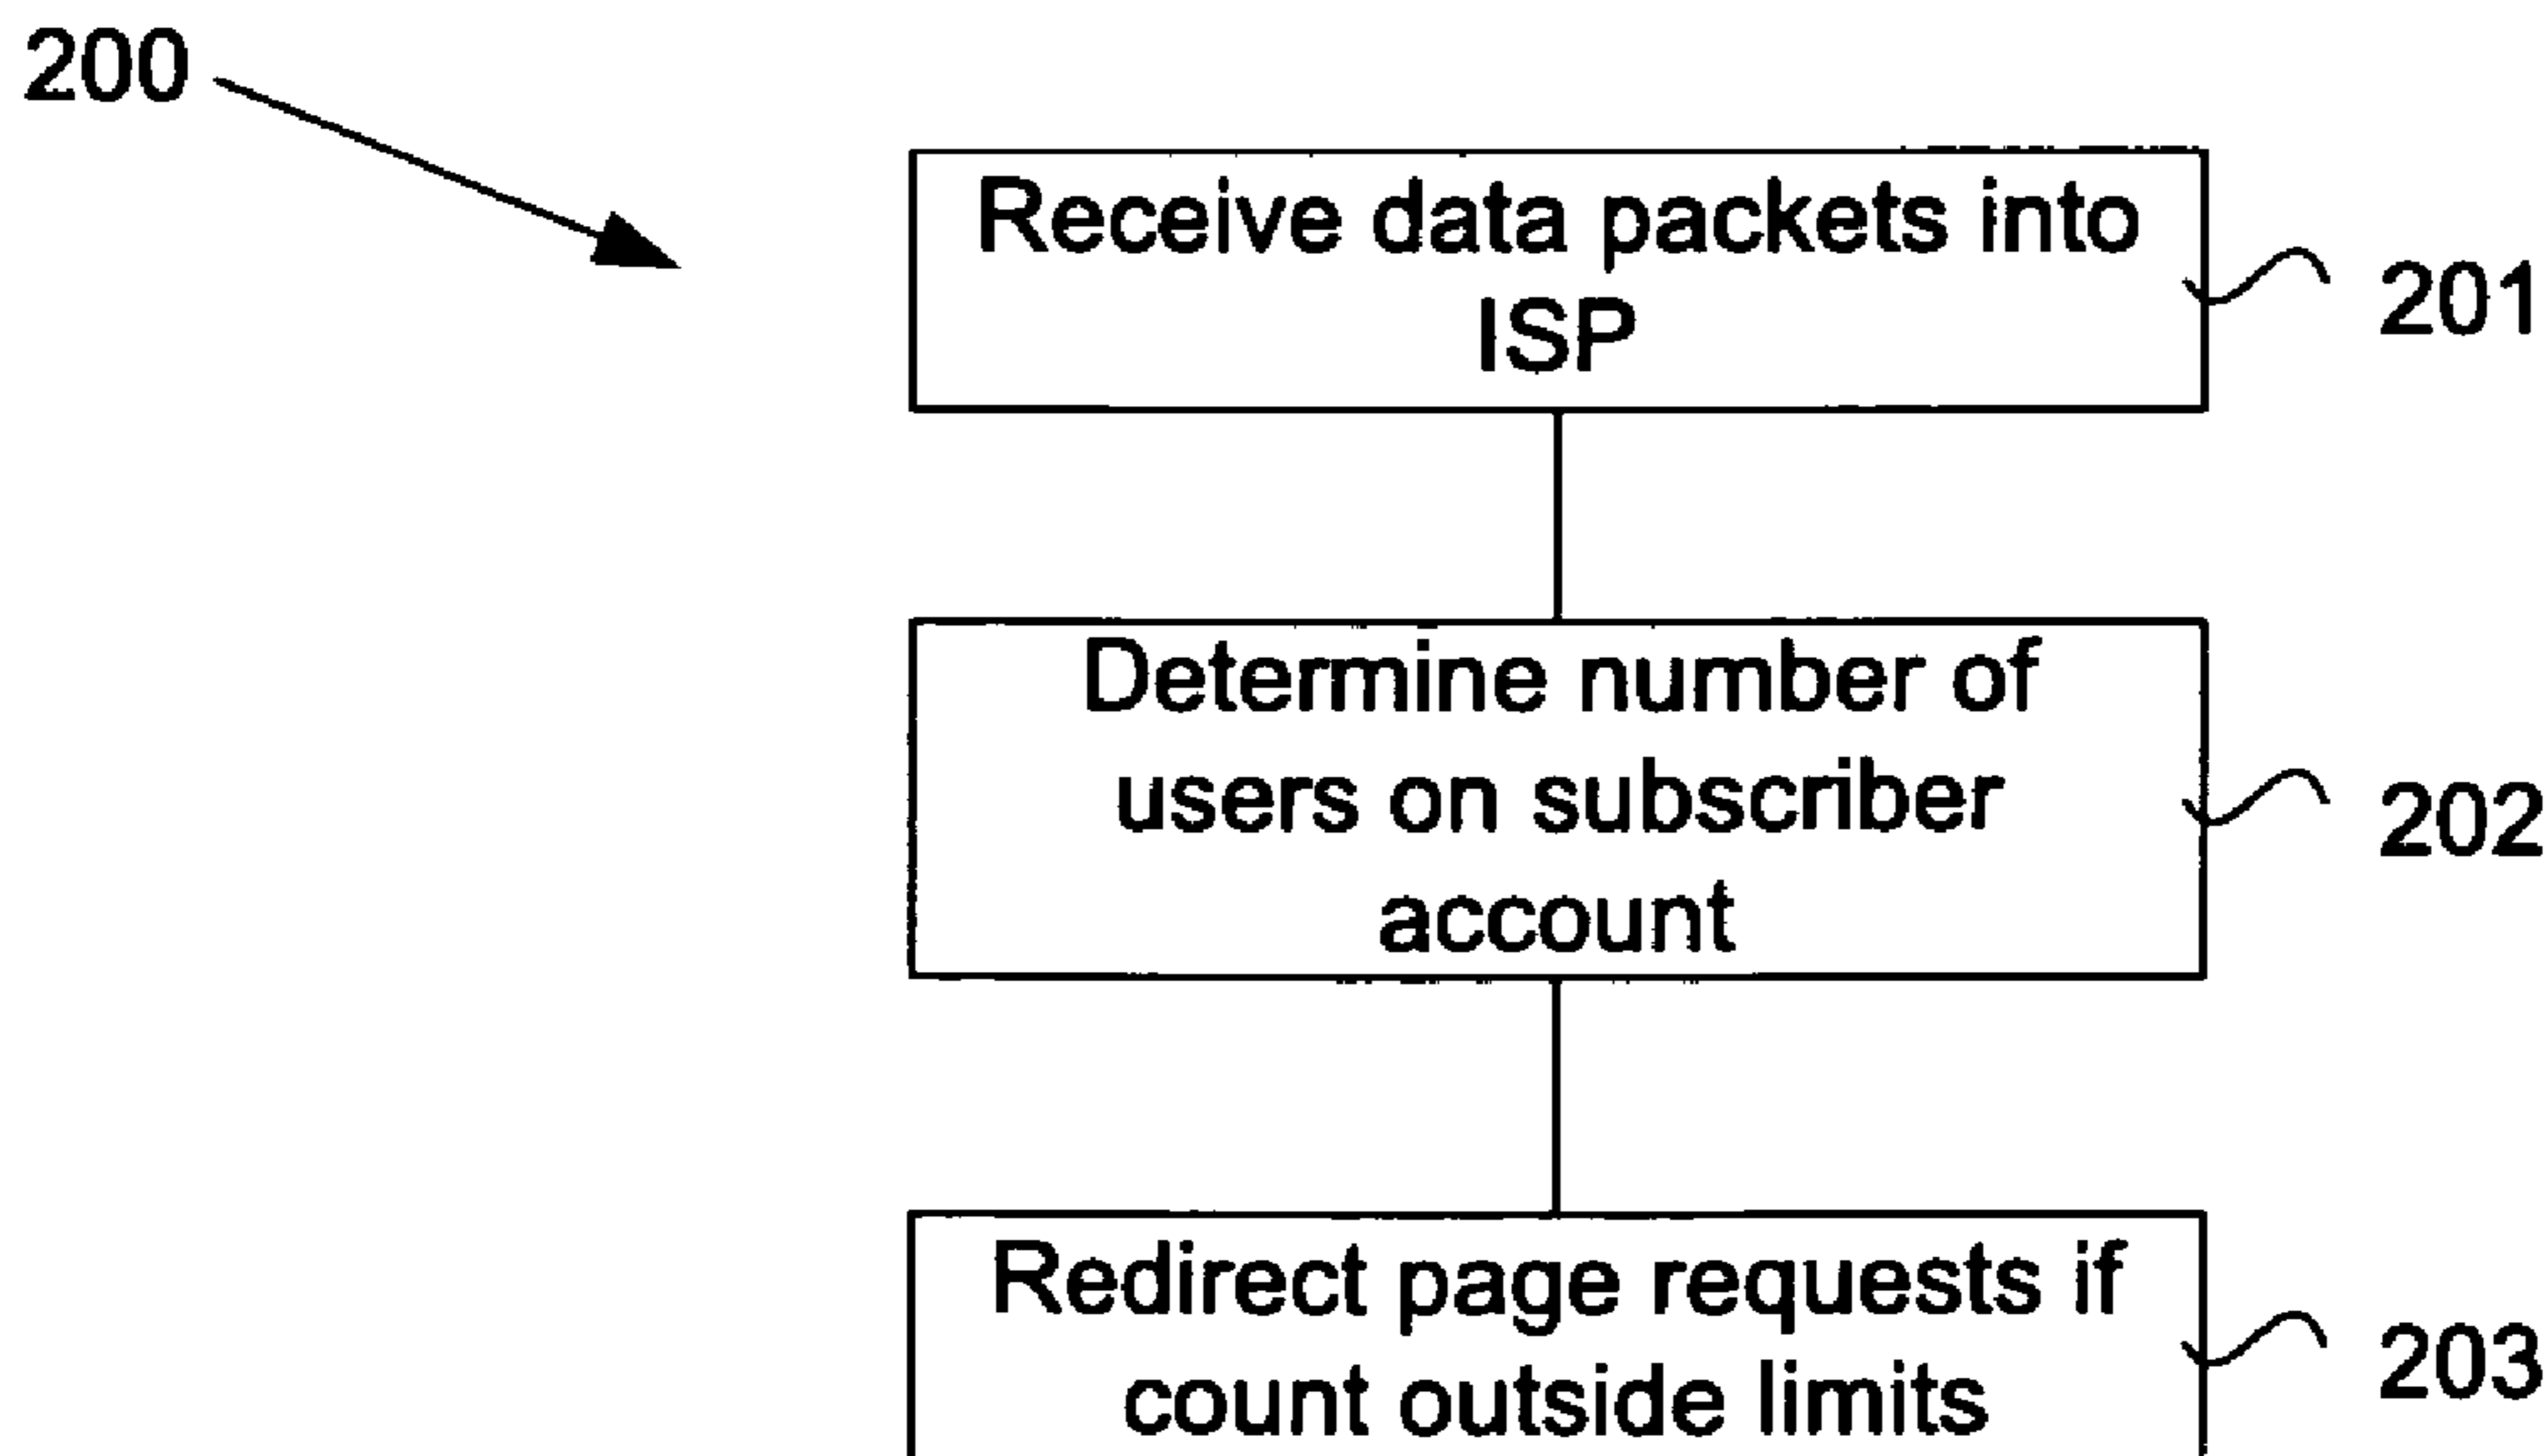 200
Receive data packets into
ISP
201
Determine number of
users on subscriber
account
202
Redirect page requests if
count outside limits
203